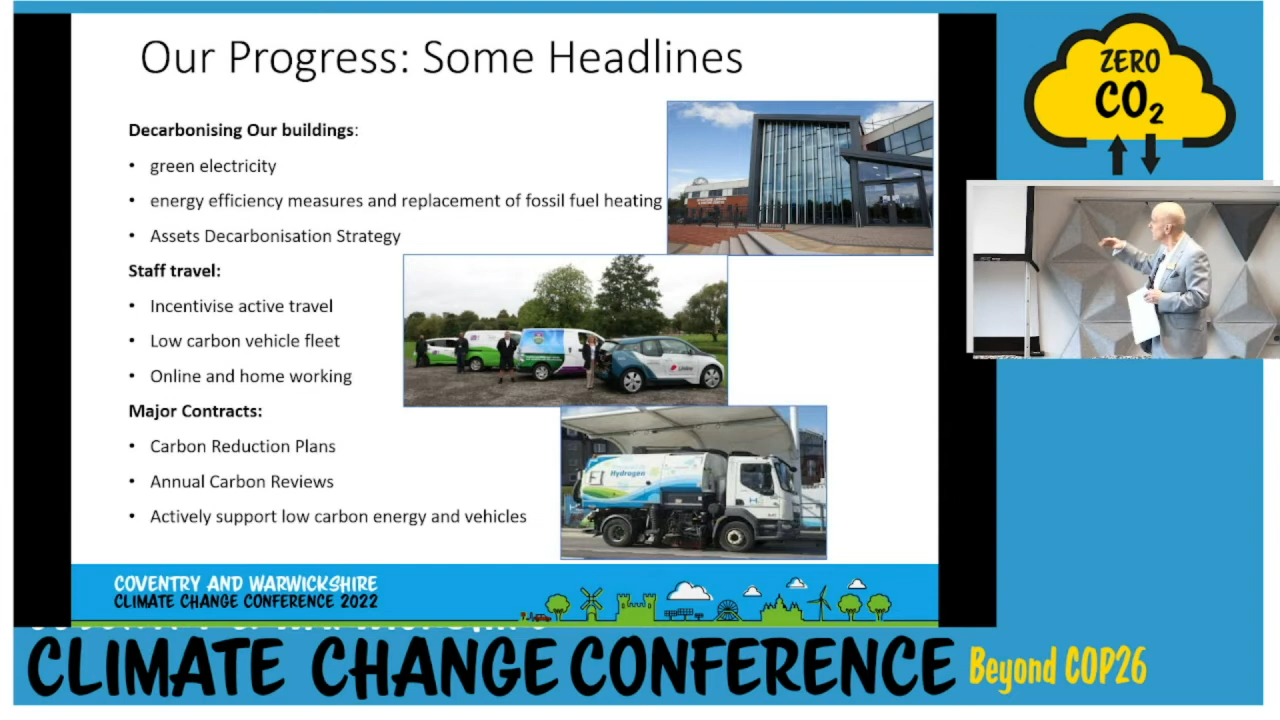 Our Progress: Some Headlines
Decarbonising Our buildings:
• green electricity
• energy efficiency measures and replacement of fossil fuel heating
• Assets Decarbonisation Strategy
Staff travel:
• Incentivise active travel
• Low carbon vehicle fleet
• Online and home working
Major Contracts:
• Carbon Reduction Plans
• Annual Carbon Reviews
• Actively support low carbon energy and vehicles
Hydrogen
COVENTRY AND WARWICKSHIRE
CLIMATE CHANGE CONFERENCE 2022
ZERO
CO₂
CLIMATE CHANGE CONFERENCE Beyond COP26